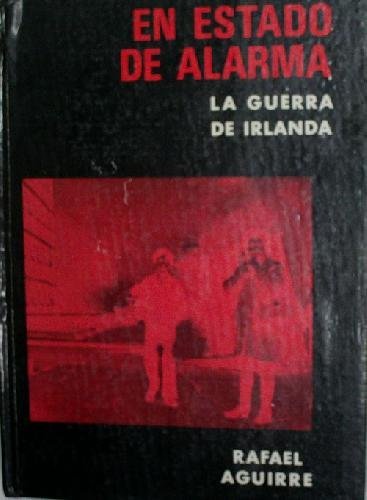 EN ESTADO
DE ALARMA
LA GUERRA
DE IRLANDA
RAFAEL
AGUIRRE